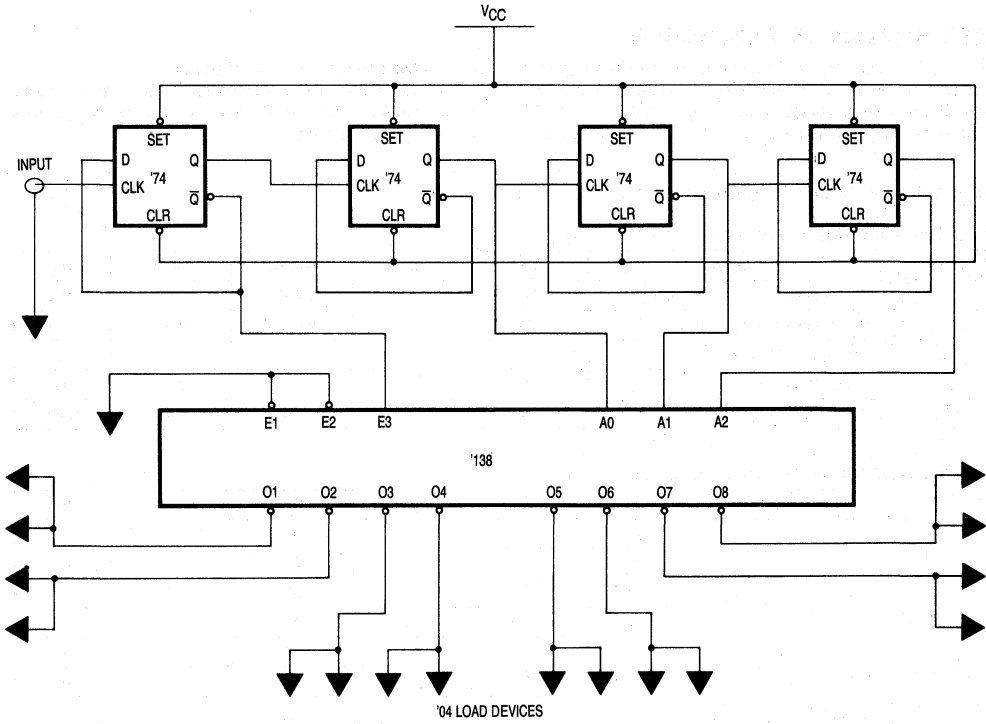 VCC
INPUT
SET
D
Q
'74
CLK
Q̅
CLR
SET
D
Q
'74
CLK
Q̅
CLR
SET
D
Q
'74
CLK
Q̅
CLR
SET
D
Q
'74
CLK
Q̅
CLR
E1 E2 E3 A0 A1 A2
'138
O1 O2 O3 O4 O5 O6 O7 O8
'04 LOAD DEVICES